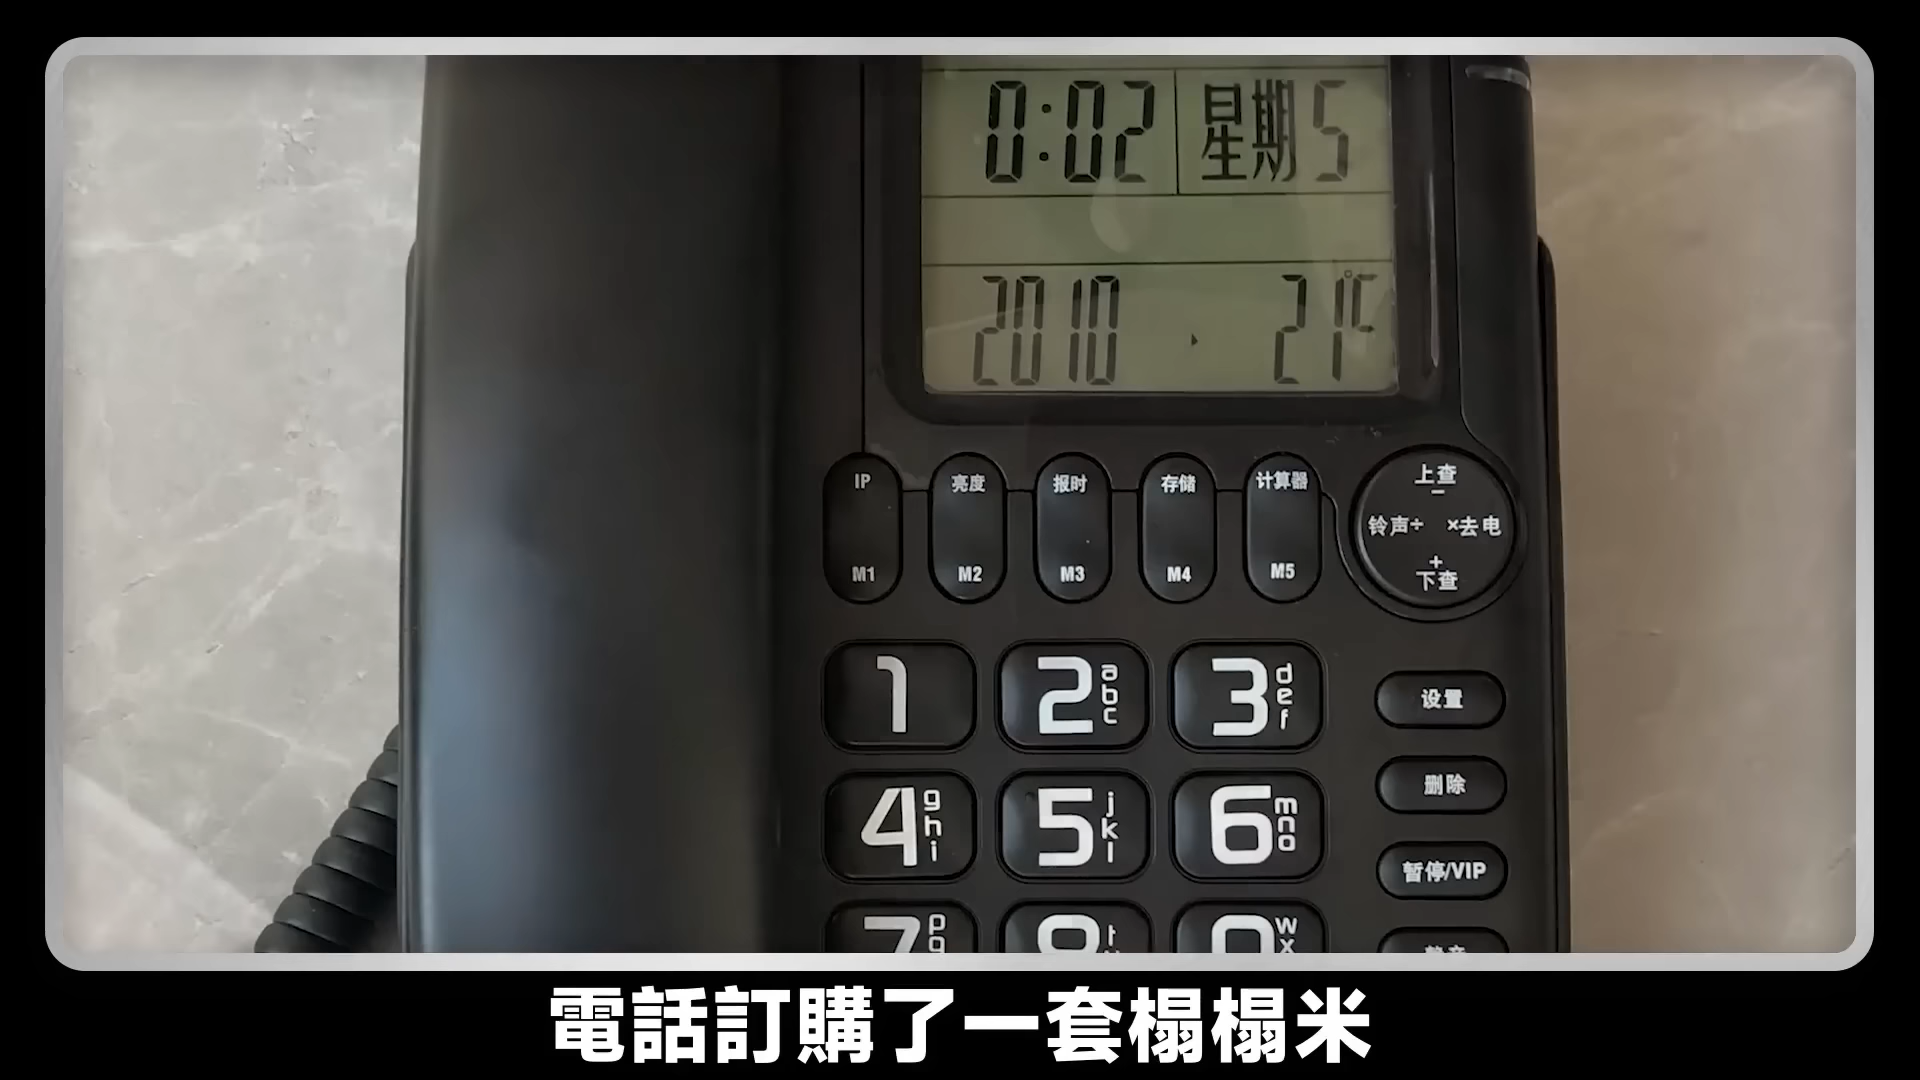 0:02 星期5
2010 21℃
IP 亮度 报时 存储 计算器
M1 M2 M3 M4 M5
上查
−
铃声÷ ×去电
+
下查
1 2 abc 3 def
设置
4 ghi 5 jkl 6 mno
删除
暂停/VIP
電話訂購了一套榻榻米